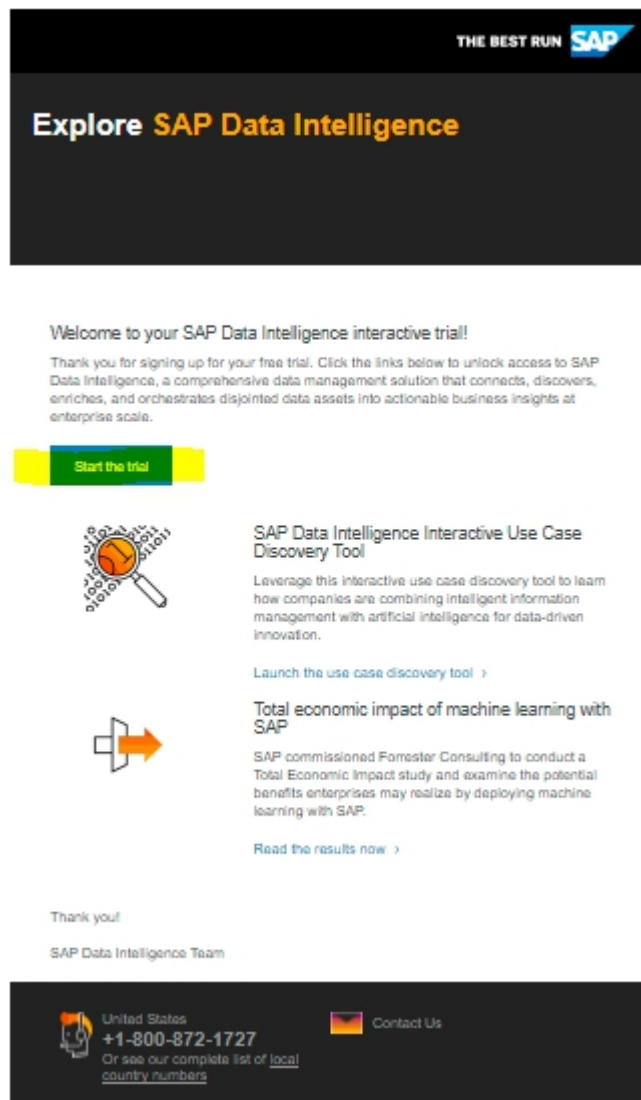 THE BEST RUN SAP
Explore SAP Data Intelligence
Welcome to your SAP Data Intelligence interactive trial!
Thank you for signing up for your free trial. Click the links below to unlock access to SAP
Data Intelligence, a comprehensive data management solution that connects, discovers,
enriches, and orchestrates disjointed data assets into actionable business insights at
enterprise scale.
Start the trial
SAP Data Intelligence Interactive Use Case
Discovery Tool
Leverage this interactive use case discovery tool to learn
how companies are combining intelligent information
management with artificial intelligence for data-driven
innovation.
Launch the use case discovery tool ›
Total economic impact of machine learning with
SAP
SAP commissioned Forrester Consulting to conduct a
Total Economic Impact study and examine the potential
benefits enterprises may realize by deploying machine
learning with SAP.
Read the results now ›
Thank you!
SAP Data Intelligence Team
United States
+1-800-872-1727
Or see our complete list of local
country numbers
Contact Us